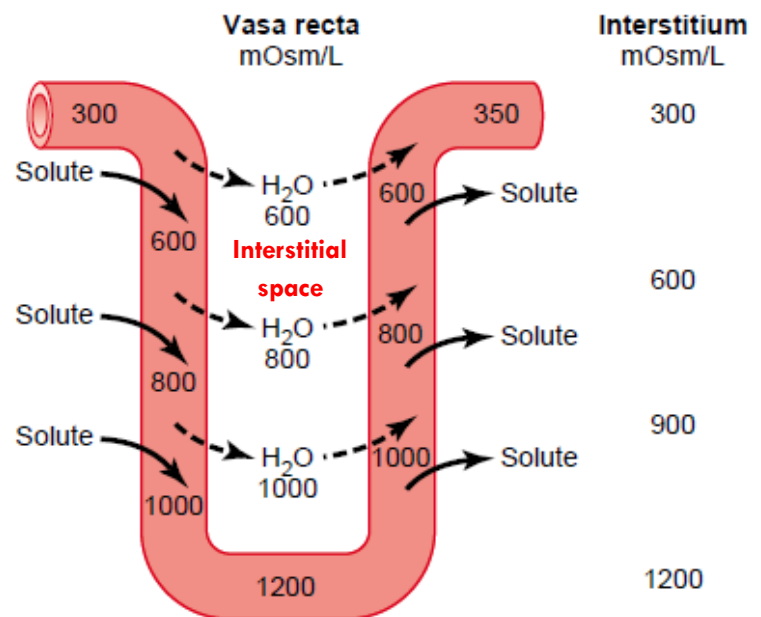 Vasa recta
mOsm/L
Interstitium
mOsm/L
300
350
300
Solute
H₂O
600
600
Solute
600
Interstitial
space
600
Solute
H₂O
800
800
Solute
800
900
Solute
H₂O
1000
1000
Solute
1000
1200
1200